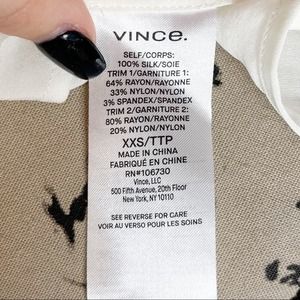 VINCE.
SELF/CORPS:
100% SILK/SOIE
TRIM 1/GARNITURE 1:
64% RAYON/RAYONNE
33% NYLON/NYLON
3% SPANDEX/SPANDEX
TRIM 2/GARNITURE 2:
80% RAYON/RAYONNE
20% NYLON/NYLON
XXS/TTP
MADE IN CHINA
FABRIQUÉ EN CHINE
RN#106730
Vince, LLC
500 Fifth Avenue, 20th Floor
New York, NY 10110
SEE REVERSE FOR CARE
VOIR AU VERSO POUR LES SOINS